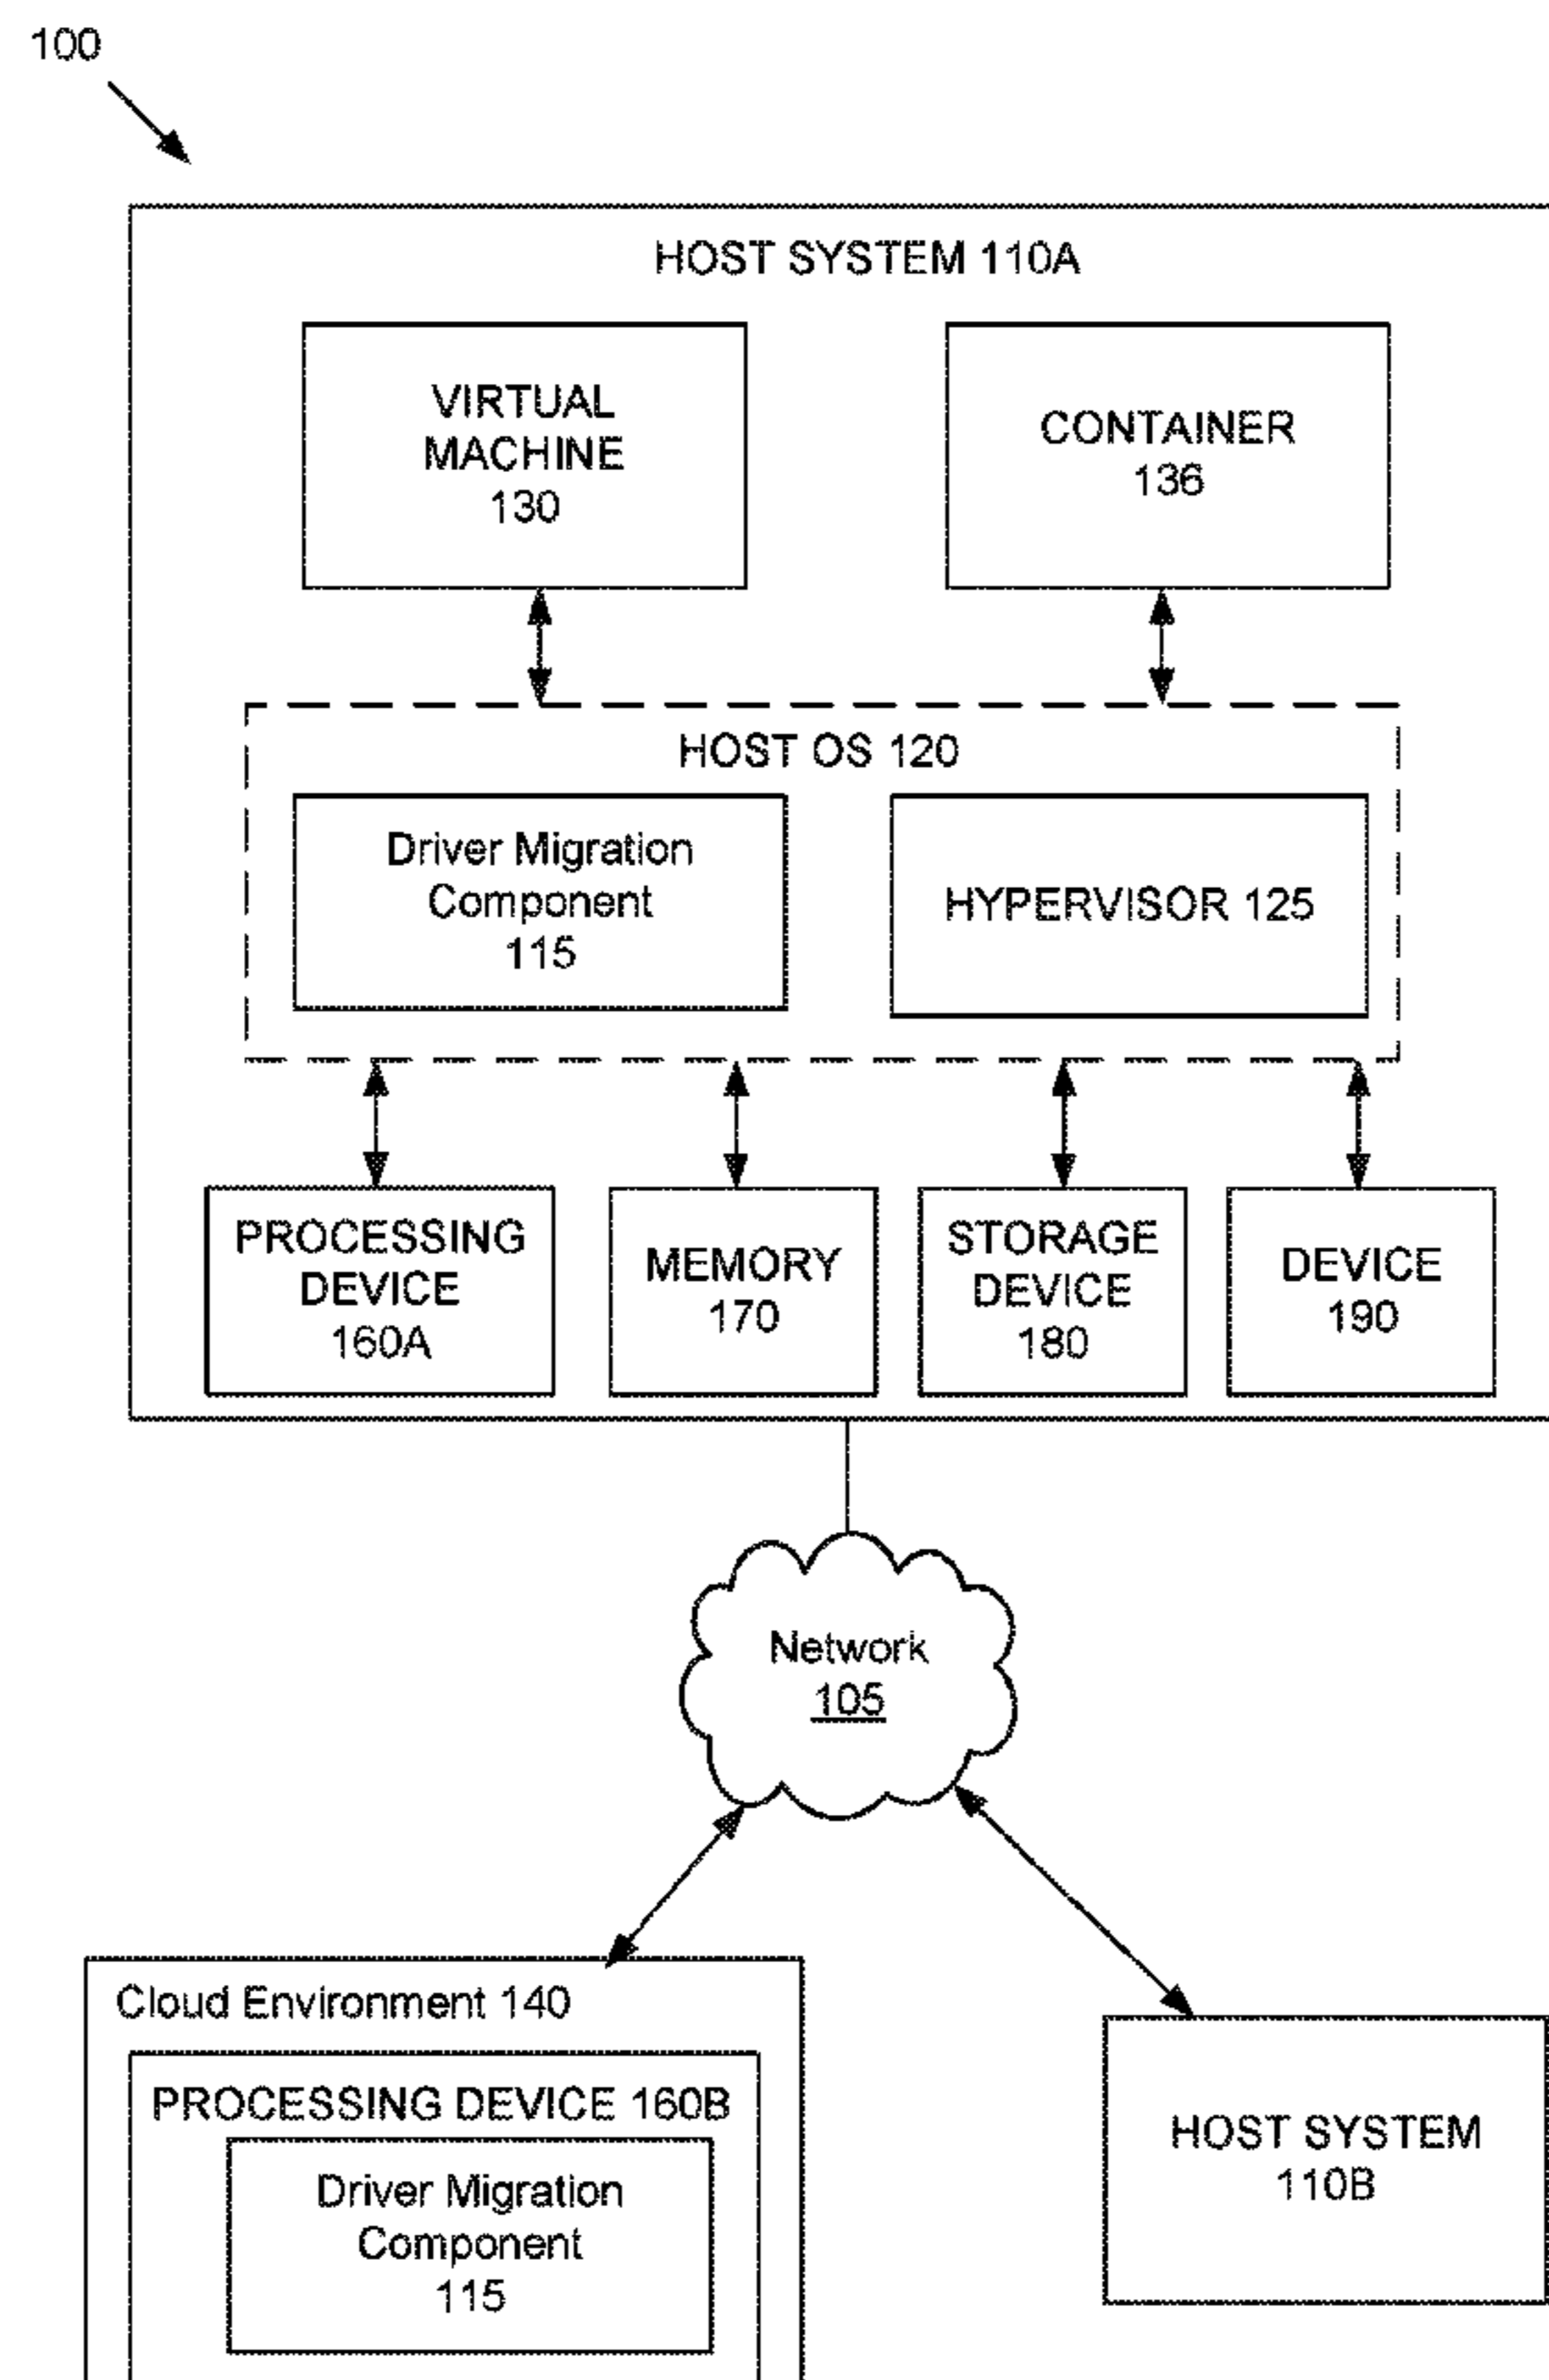 100
HOST SYSTEM 110A
VIRTUAL
MACHINE
130
CONTAINER
136
HOST OS 120
Driver Migration
Component
115
HYPERVISOR 125
PROCESSING
DEVICE
160A
MEMORY
170
STORAGE
DEVICE
180
DEVICE
190
Network
105
Cloud Environment 140
PROCESSING DEVICE 160B
Driver Migration
Component
115
HOST SYSTEM
110B